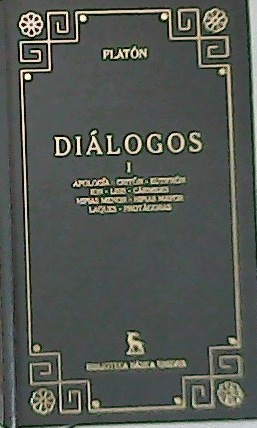 PLATÓN
DIÁLOGOS
I
APOLOGÍA - CRITÓN - EUTIFRÓN
ION - LISIS - CÁRMIDES
HIPIAS MENOR - HIPIAS MAYOR
LAQUES - PROTÁGORAS
BIBLIOTECA BÁSICA GREDOS